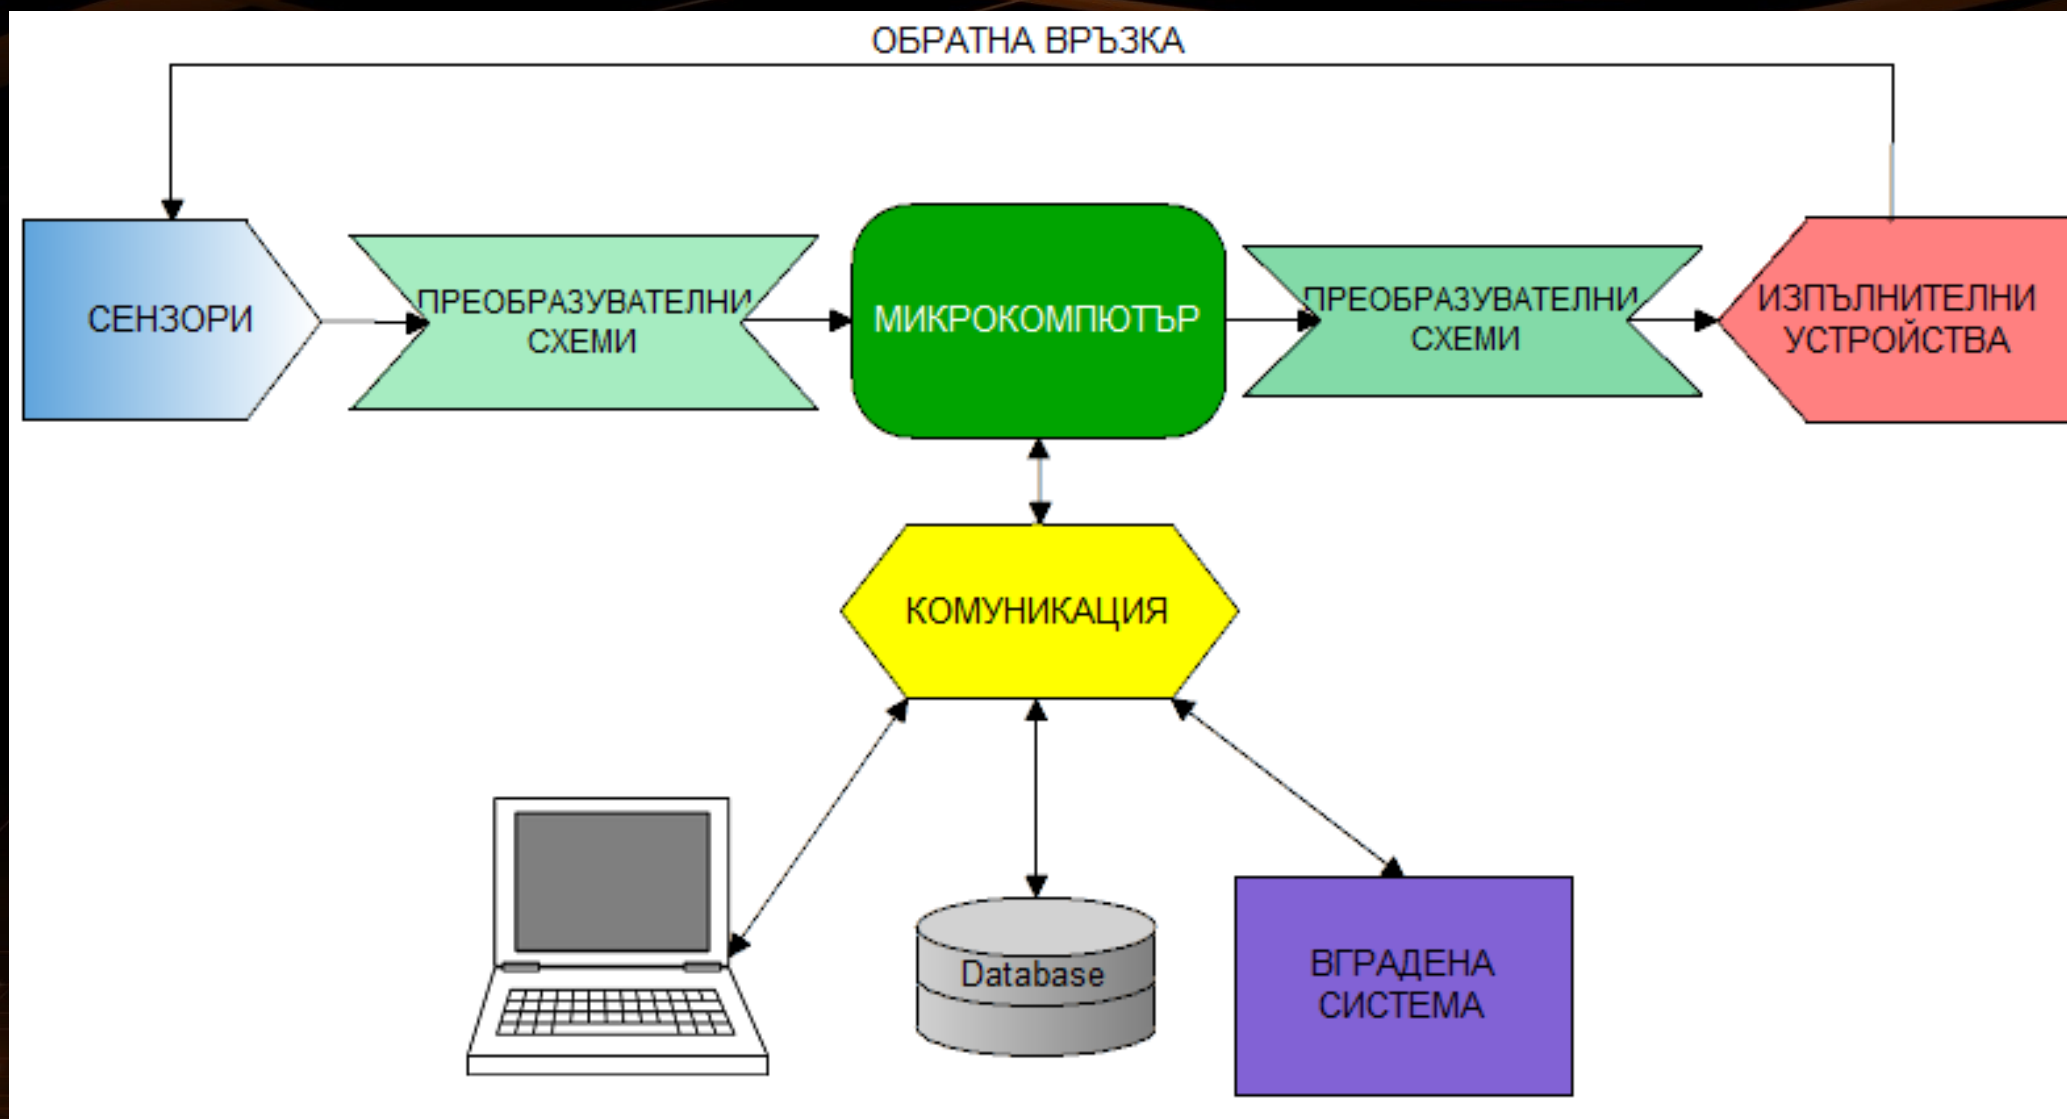 ОБРАТНА ВРЪЗКА
СЕНЗОРИ
ПРЕОБРАЗУВАТЕЛНИ
СХЕМИ
МИКРОКОМПЮТЪР
ПРЕОБРАЗУВАТЕЛНИ
СХЕМИ
ИЗПЪЛНИТЕЛНИ
УСТРОЙСТВА
КОМУНИКАЦИЯ
Database
ВГРАДЕНА
СИСТЕМА